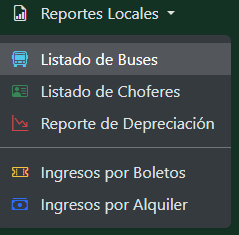 Reportes Locales
Listado de Buses
Listado de Choferes
Reporte de Depreciación
Ingresos por Boletos
Ingresos por Alquiler